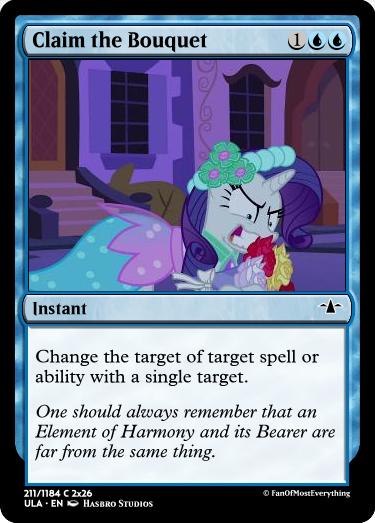 Claim the Bouquet 1
Instant
Change the target of target spell or
ability with a single target.
One should always remember that an
Element of Harmony and its Bearer are
far from the same thing.
211/1184 C 2x26
ULA • EN Hasbro Studios
© FanOfMostEverything